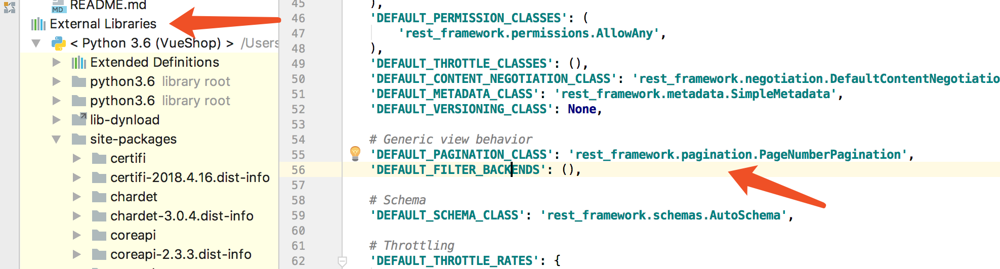 README.md
MD
External Libraries
< Python 3.6 (VueShop) > /Users
Extended Definitions
python3.6 library root
python3.6 library root
lib-dynload
site-packages
certifi
certifi-2018.4.16.dist-info
chardet
chardet-3.0.4.dist-info
coreapi
coreapi-2.3.3.dist-info
45 ),
46 'DEFAULT_PERMISSION_CLASSES': (
47 'rest_framework.permissions.AllowAny',
48 ),
49 'DEFAULT_THROTTLE_CLASSES': (),
50 'DEFAULT_CONTENT_NEGOTIATION_CLASS': 'rest_framework.negotiation.DefaultContentNegotiatio
51 'DEFAULT_METADATA_CLASS': 'rest_framework.metadata.SimpleMetadata',
52 'DEFAULT_VERSIONING_CLASS': None,
53
54 # Generic view behavior
55 'DEFAULT_PAGINATION_CLASS': 'rest_framework.pagination.PageNumberPagination',
56 'DEFAULT_FILTER_BACKENDS': (),
57
58 # Schema
59 'DEFAULT_SCHEMA_CLASS': 'rest_framework.schemas.AutoSchema',
60
61 # Throttling
62 'DEFAULT_THROTTLE_RATES': {